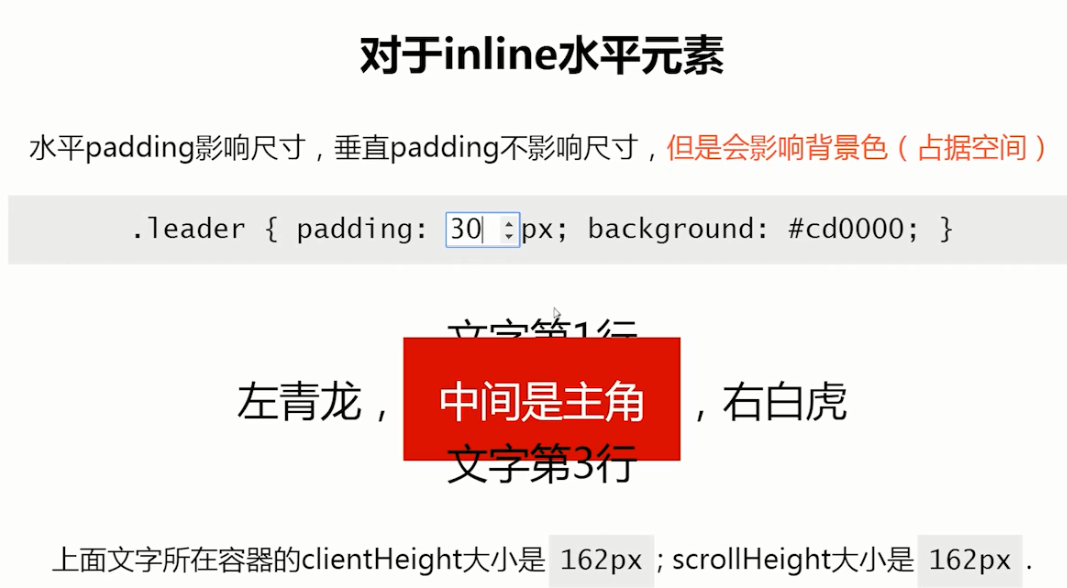 对于inline水平元素
水平padding影响尺寸，垂直padding不影响尺寸，但是会影响背景色（占据空间）
.leader { padding: 30 px; background: #cd0000; }
文字第1行
左青龙，中间是主角，右白虎
文字第3行
上面文字所在容器的clientHeight大小是 162px ; scrollHeight大小是 162px .